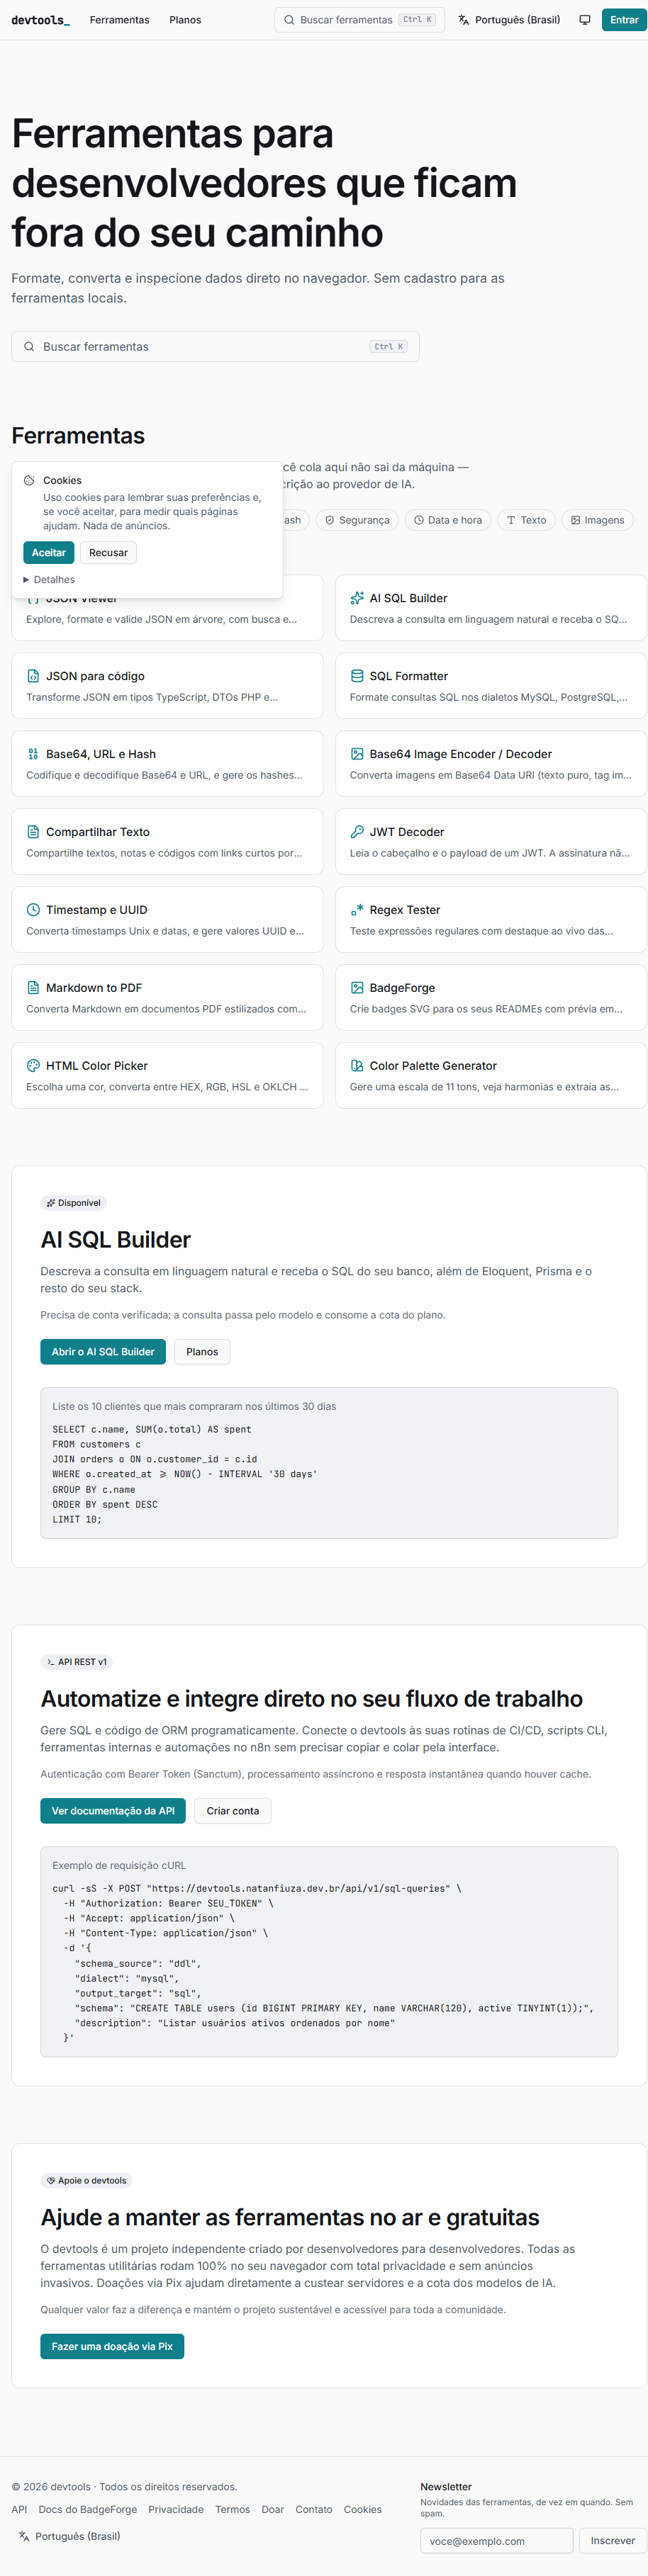 devtools_ Ferramentas Planos Buscar ferramentas Ctrl K Português (Brasil) Entrar
Ferramentas para
desenvolvedores que ficam
fora do seu caminho
Formate, converta e inspecione dados direto no navegador. Sem cadastro para as
ferramentas locais.
Buscar ferramentas Ctrl K
Ferramentas
cê cola aqui não sai da máquina —
crição ao provedor de IA.
Cookies
Uso cookies para lembrar suas preferências e,
se você aceitar, para medir quais páginas
ajudam. Nada de anúncios.
Aceitar Recusar
Detalhes
ash Segurança Data e hora Texto Imagens
JSON Viewer
Explore, formate e valide JSON em árvore, com busca e...
AI SQL Builder
Descreva a consulta em linguagem natural e receba o SQ...
JSON para código
Transforme JSON em tipos TypeScript, DTOs PHP e...
SQL Formatter
Formate consultas SQL nos dialetos MySQL, PostgreSQL,...
Base64, URL e Hash
Codifique e decodifique Base64 e URL, e gere os hashes...
Base64 Image Encoder / Decoder
Converta imagens em Base64 Data URI (texto puro, tag im...
Compartilhar Texto
Compartilhe textos, notas e códigos com links curtos por...
JWT Decoder
Leia o cabeçalho e o payload de um JWT. A assinatura nã...
Timestamp e UUID
Converta timestamps Unix e datas, e gere valores UUID e...
Regex Tester
Teste expressões regulares com destaque ao vivo das...
Markdown to PDF
Converta Markdown em documentos PDF estilizados com...
BadgeForge
Crie badges SVG para os seus READMEs com prévia em...
HTML Color Picker
Escolha uma cor, converta entre HEX, RGB, HSL e OKLCH ...
Color Palette Generator
Gere uma escala de 11 tons, veja harmonias e extraia as...
Disponível
AI SQL Builder
Descreva a consulta em linguagem natural e receba o SQL do seu banco, além de Eloquent, Prisma e o
resto do seu stack.
Precisa de conta verificada: a consulta passa pelo modelo e consome a cota do plano.
Abrir o AI SQL Builder Planos
Liste os 10 clientes que mais compraram nos últimos 30 dias
SELECT c.name, SUM(o.total) AS spent
FROM customers c
JOIN orders o ON o.customer_id = c.id
WHERE o.created_at >= NOW() - INTERVAL '30 days'
GROUP BY c.name
ORDER BY spent DESC
LIMIT 10;
API REST v1
Automatize e integre direto no seu fluxo de trabalho
Gere SQL e código de ORM programaticamente. Conecte o devtools às suas rotinas de CI/CD, scripts CLI,
ferramentas internas e automações no n8n sem precisar copiar e colar pela interface.
Autenticação com Bearer Token (Sanctum), processamento assíncrono e resposta instantânea quando houver cache.
Ver documentação da API Criar conta
Exemplo de requisição cURL
curl -sS -X POST "https://devtools.natanfiuza.dev.br/api/v1/sql-queries" \
-H "Authorization: Bearer SEU_TOKEN" \
-H "Accept: application/json" \
-H "Content-Type: application/json" \
-d '{
"schema_source": "ddl",
"dialect": "mysql",
"output_target": "sql",
"schema": "CREATE TABLE users (id BIGINT PRIMARY KEY, name VARCHAR(120), active TINYINT(1));",
"description": "Listar usuários ativos ordenados por nome"
}'
Apoie o devtools
Ajude a manter as ferramentas no ar e gratuitas
O devtools é um projeto independente criado por desenvolvedores para desenvolvedores. Todas as
ferramentas utilitárias rodam 100% no seu navegador com total privacidade e sem anúncios
invasivos. Doações via Pix ajudam diretamente a custear servidores e a cota dos modelos de IA.
Qualquer valor faz a diferença e mantém o projeto sustentável e acessível para toda a comunidade.
Fazer uma doação via Pix
© 2026 devtools · Todos os direitos reservados.
API Docs do BadgeForge Privacidade Termos Doar Contato Cookies
Português (Brasil)
Newsletter
Novidades das ferramentas, de vez em quando. Sem
spam.
voce@exemplo.com Inscrever